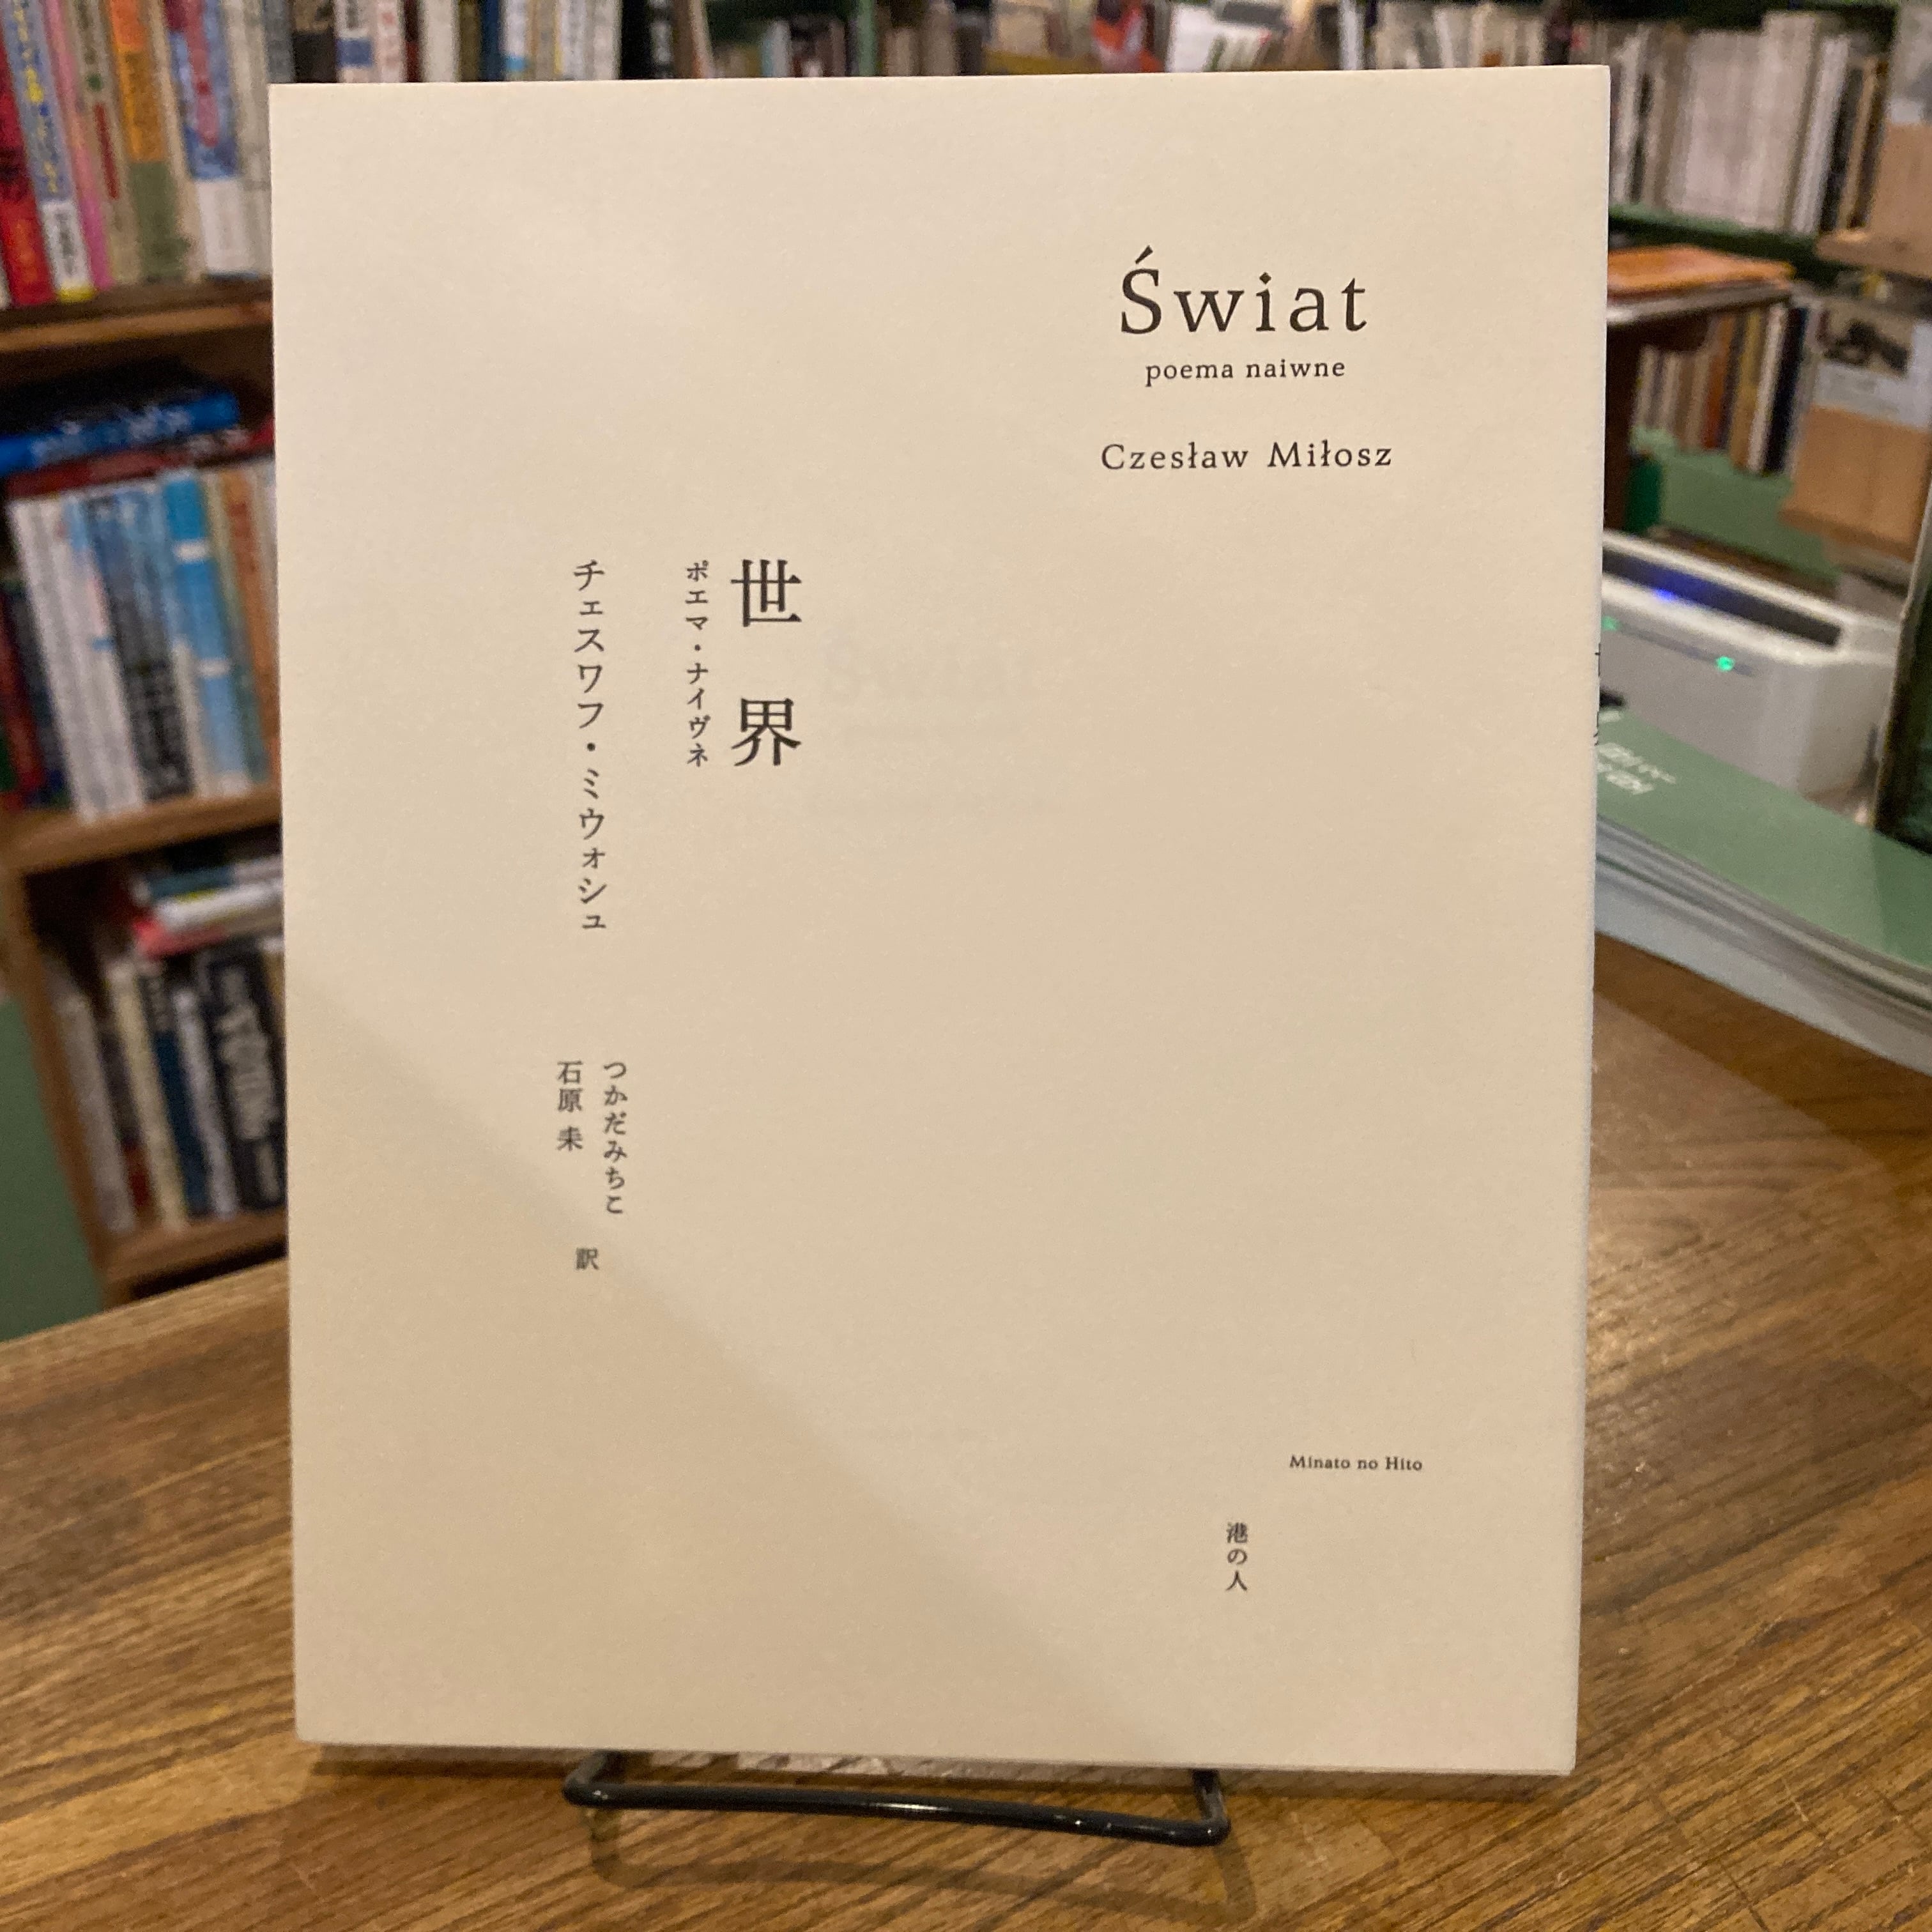 Świat
poema naiwne
Czesław Miłosz
世界
ポエマ・ナイヴネ
チェスワフ・ミウォシュ
つかだみちこ
石原 耒
訳
Minato no Hito
港の人